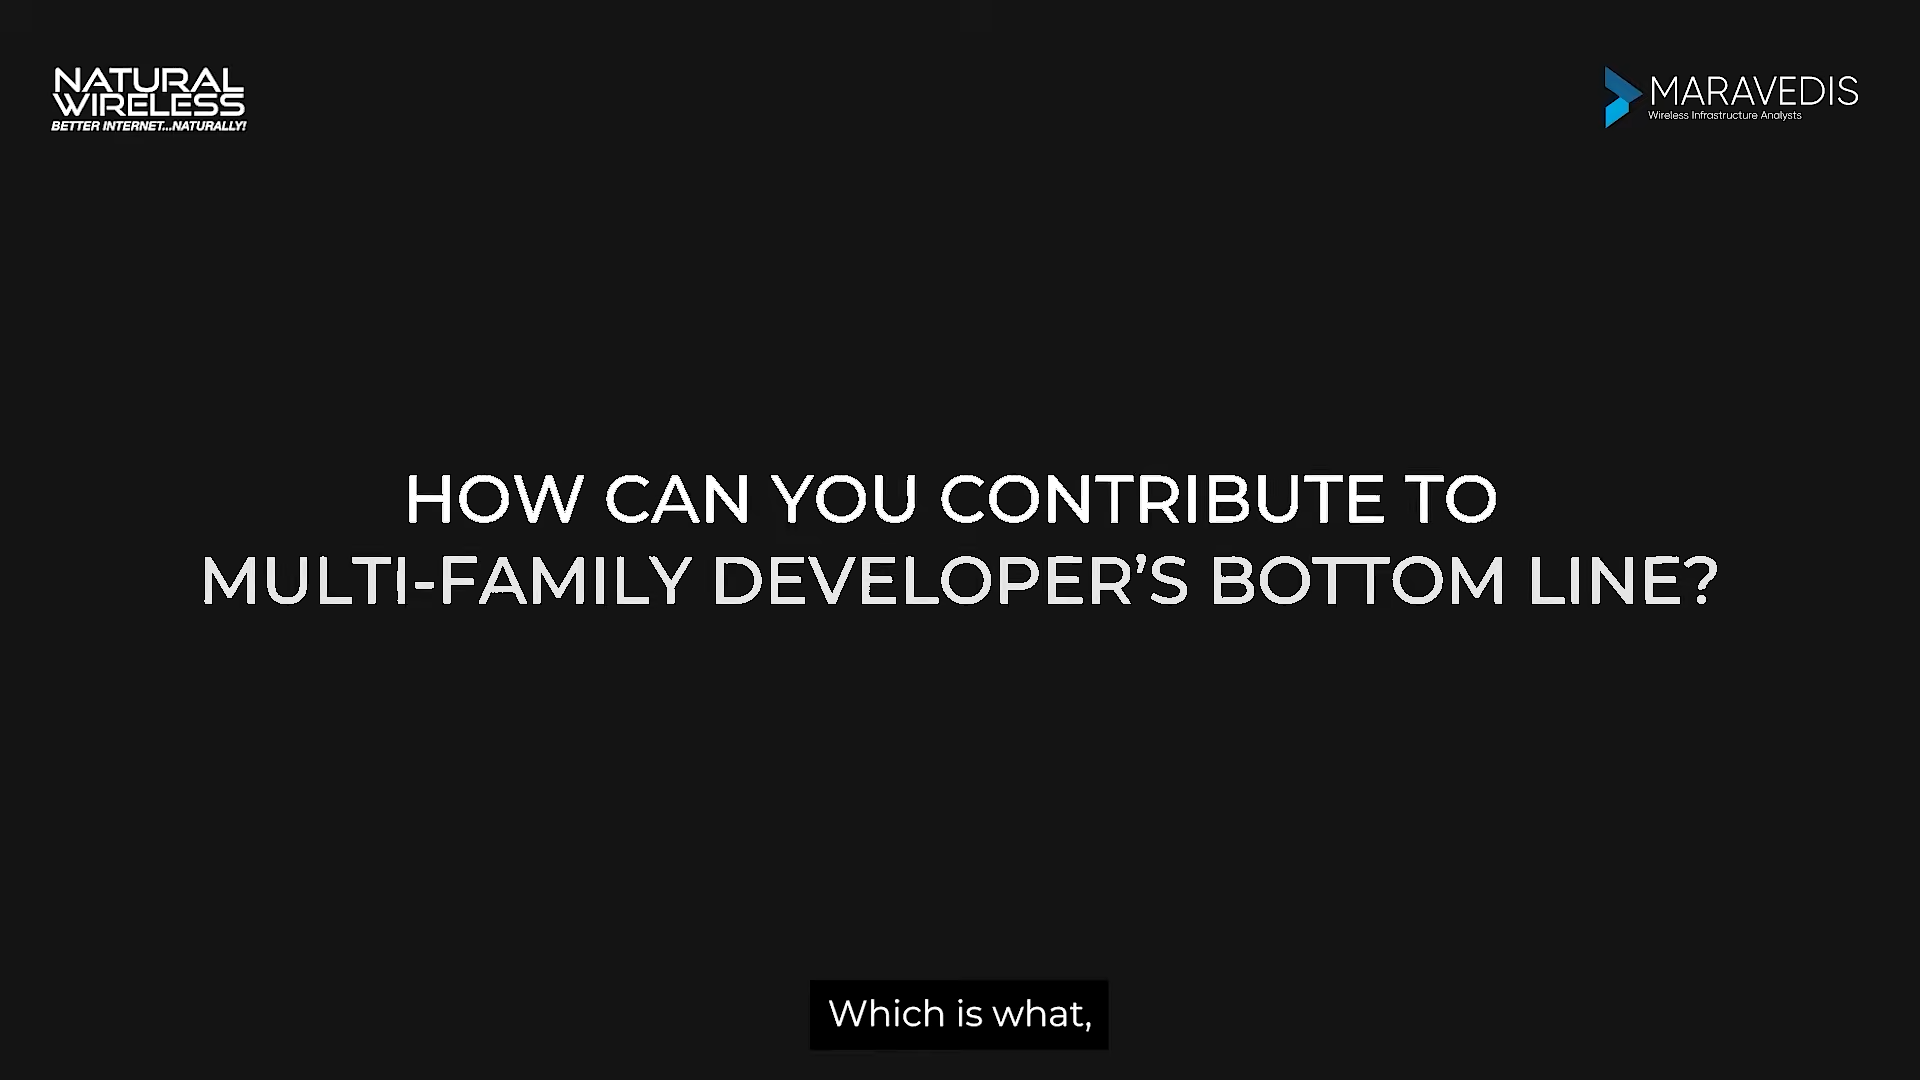 NATURAL
WIRELESS
BETTER INTERNET...NATURALLY!
MARAVEDIS
Wireless Infrastructure Analysts
HOW CAN YOU CONTRIBUTE TO
MULTI-FAMILY DEVELOPER’S BOTTOM LINE?
Which is what,